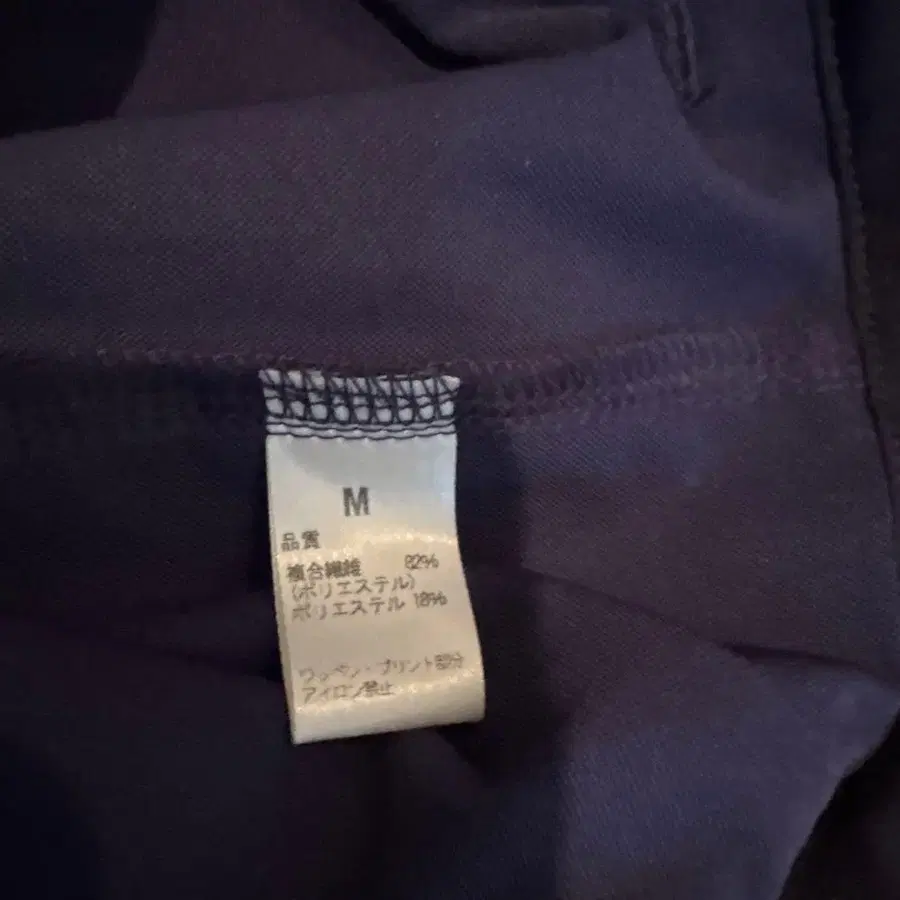 M
品質
複合繊維 82%
(ポリエステル)
ポリエステル 18%
ワッペン・プリント部分
アイロン禁止